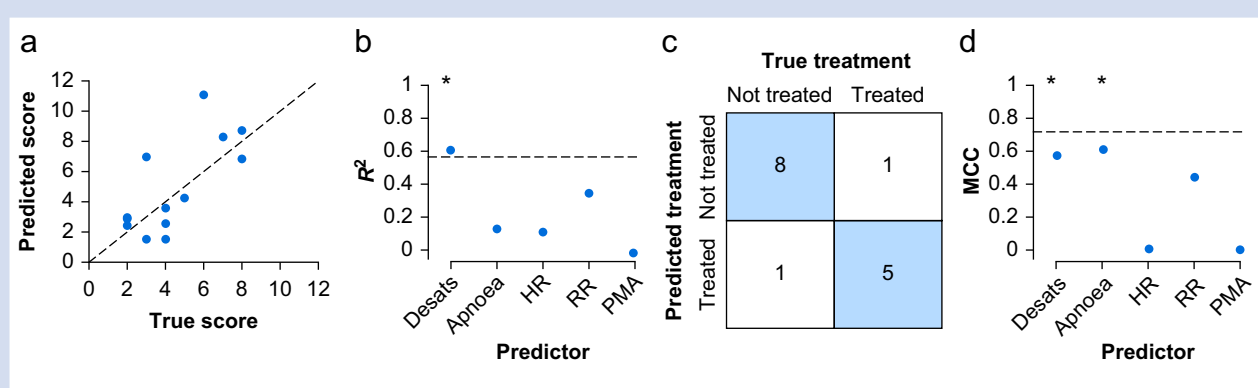 a
Predicted score
12
10
8
6
4
2
0
0 2 4 6 8 10 12
True score
b
R²
1
0.8
0.6
0.4
0.2
0
*
Desats Apnoea HR RR PMA
Predictor
c
True treatment
Not treated Treated
Predicted treatment
Not treated
8 1
Treated
1 5
d
MCC
1
0.8
0.6
0.4
0.2
0
* *
Desats Apnoea HR RR PMA
Predictor